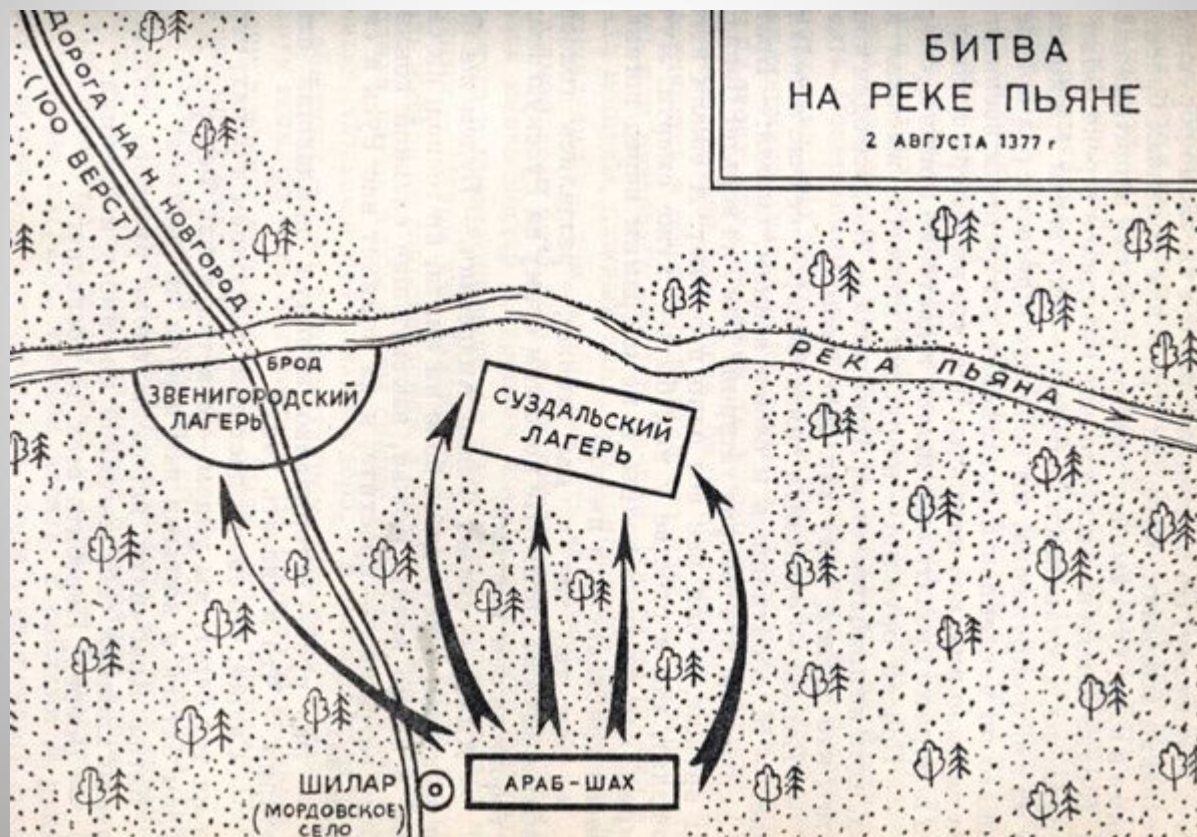 БИТВА
НА РЕКЕ ПЬЯНЕ
2 АВГУСТА 1377 г
ДОРОГА НА Н. НОВГОРОД
(100 ВЕРСТ)
БРОД
ЗВЕНИГОРОДСКИЙ
ЛАГЕРЬ
РЕКА ПЬЯНА
СУЗДАЛЬСКИЙ
ЛАГЕРЬ
ШИЛАР
(МОРДОВСКОЕ
СЕЛО
АРАБ-ШАХ